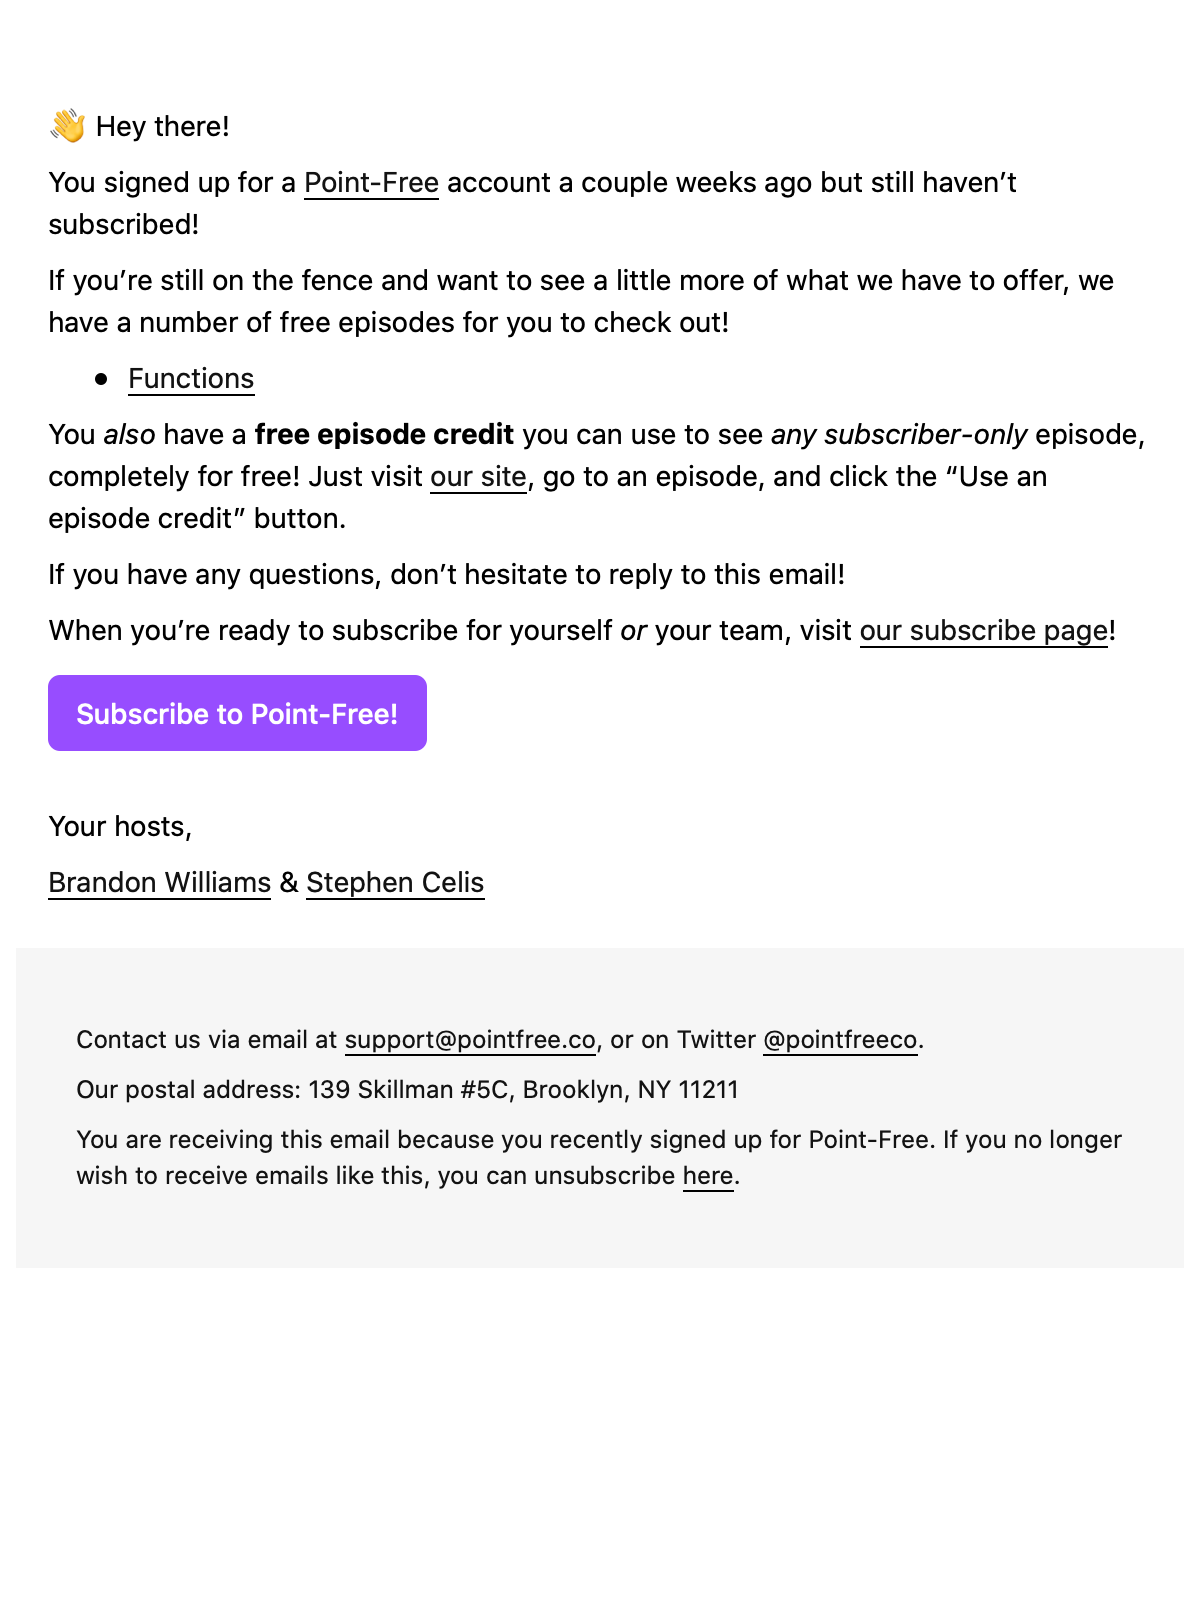 👋 Hey there!
You signed up for a Point-Free account a couple weeks ago but still haven’t
subscribed!
If you’re still on the fence and want to see a little more of what we have to offer, we
have a number of free episodes for you to check out!
• Functions
You also have a free episode credit you can use to see any subscriber-only episode,
completely for free! Just visit our site, go to an episode, and click the “Use an
episode credit” button.
If you have any questions, don’t hesitate to reply to this email!
When you’re ready to subscribe for yourself or your team, visit our subscribe page!
Subscribe to Point-Free!
Your hosts,
Brandon Williams & Stephen Celis
Contact us via email at support@pointfree.co, or on Twitter @pointfreeco.
Our postal address: 139 Skillman #5C, Brooklyn, NY 11211
You are receiving this email because you recently signed up for Point-Free. If you no longer
wish to receive emails like this, you can unsubscribe here.